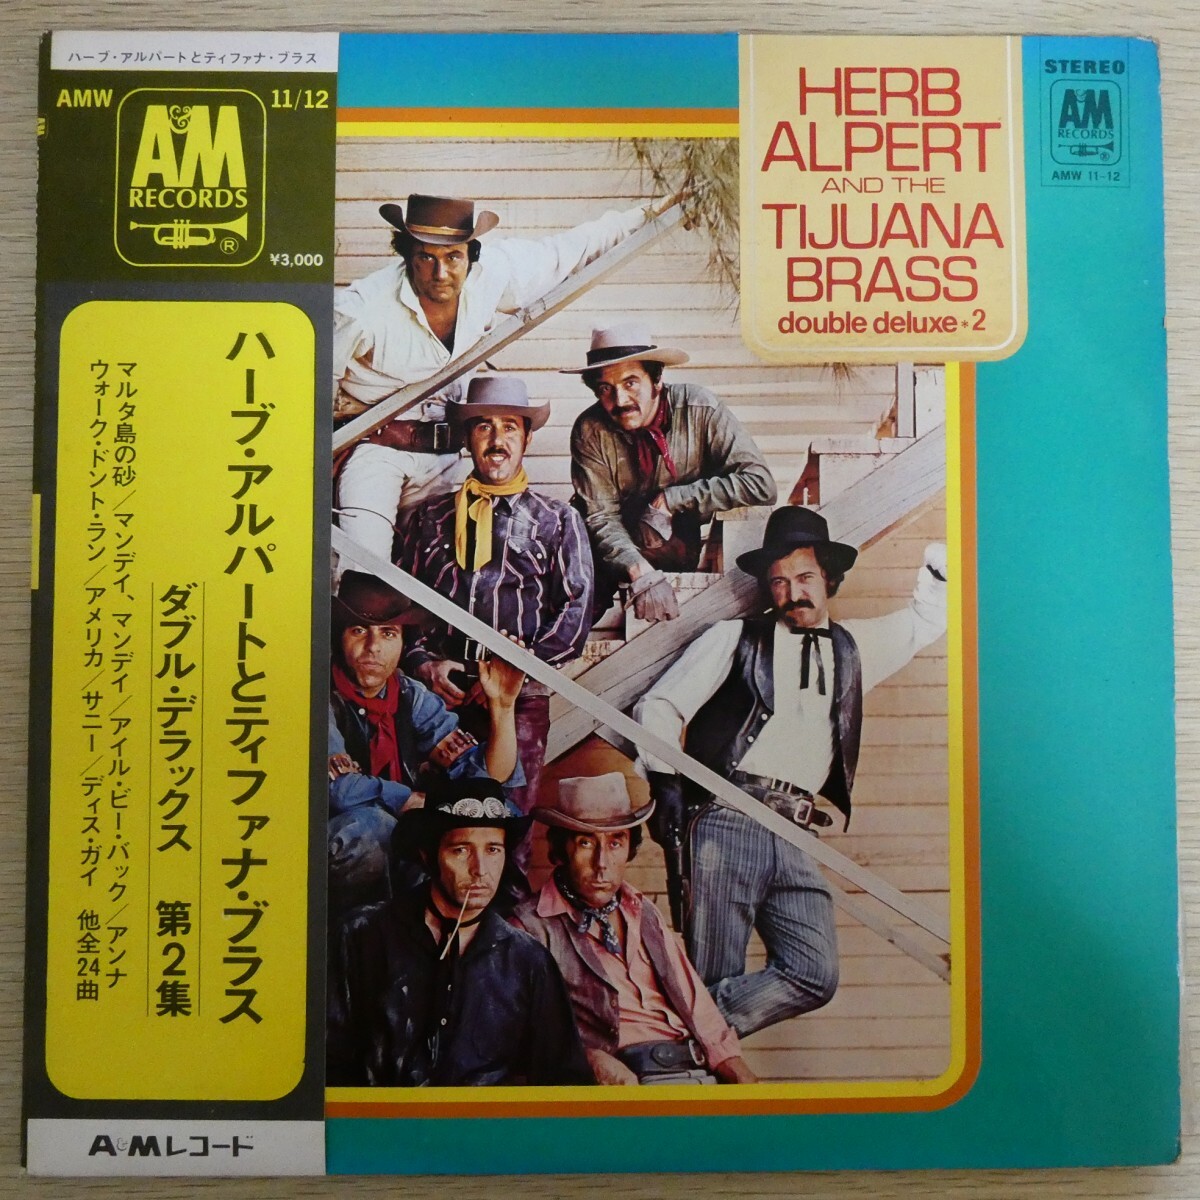 ハーブ・アルパートとティファナ・ブラス
AMW
11/12
A&M
RECORDS
®
¥3,000
ハーブ・アルパートとティファナ・ブラス
ダブル・デラックス 第2集
マルタ島の砂/マンデイ、マンデイ/アイル・ビー・バック/アンナ
ウォーク・ドント・ラン/アメリカ/サニー/ディス・ガイ 他全24曲
A&Mレコード
HERB
ALPERT
AND THE
TIJUANA
BRASS
double deluxe*2
STEREO
A&M
RECORDS
®
AMW 11-12